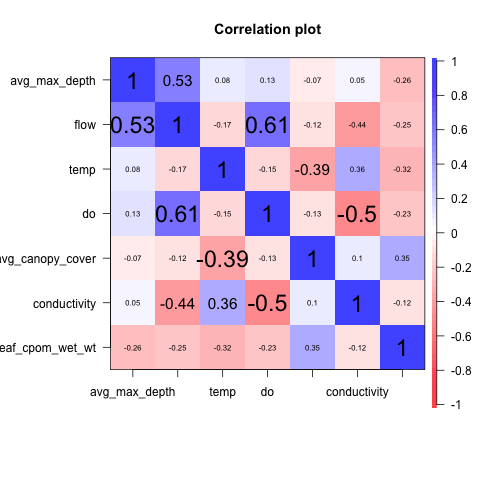 Correlation plot
avg_max_depth 1 0.53 0.08 0.13 -0.07 0.05 -0.26
flow 0.53 1 -0.17 0.61 -0.12 -0.44 -0.25
temp 0.08 -0.17 1 -0.15 -0.39 0.36 -0.32
do 0.13 0.61 -0.15 1 -0.13 -0.5 -0.23
avg_canopy_cover -0.07 -0.12 -0.39 -0.13 1 0.1 0.35
conductivity 0.05 -0.44 0.36 -0.5 0.1 1 -0.12
eaf_cpom_wet_wt -0.26 -0.25 -0.32 -0.23 0.35 -0.12 1
avg_max_depth temp do conductivity
1
0.8
0.6
0.4
0.2
0
-0.2
-0.4
-0.6
-0.8
-1